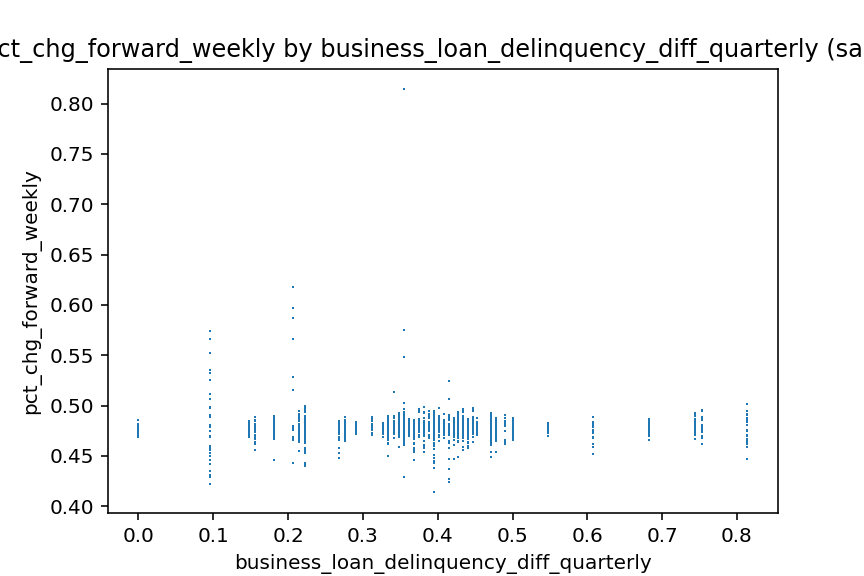 ct_chg_forward_weekly by business_loan_delinquency_diff_quarterly (sa
0.80
0.75
0.70
0.65
0.60
0.55
0.50
0.45
0.40
pct_chg_forward_weekly
0.0 0.1 0.2 0.3 0.4 0.5 0.6 0.7 0.8
business_loan_delinquency_diff_quarterly